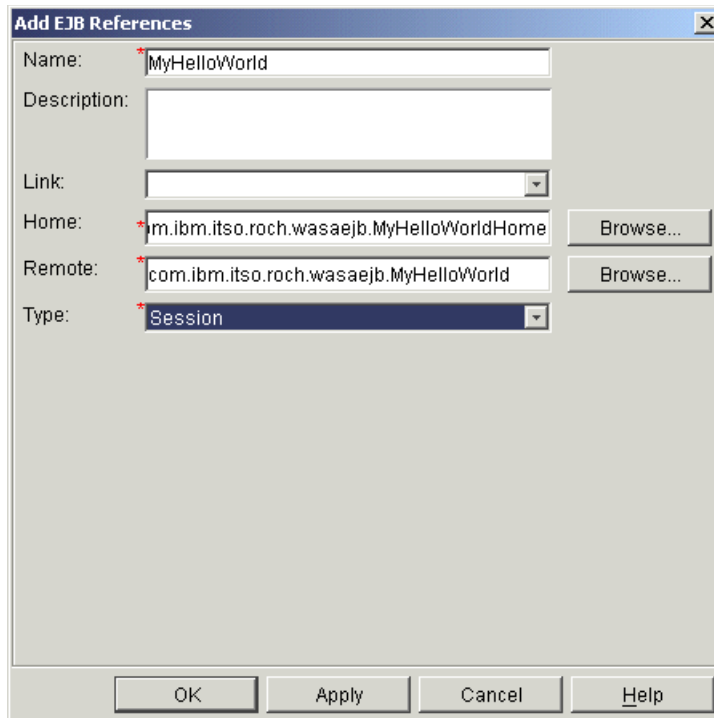 Add EJB References
Name: *MyHelloWorld
Description:
Link:
Home: *m.ibm.itso.roch.wasaejb.MyHelloWorldHome Browse...
Remote: *com.ibm.itso.roch.wasaejb.MyHelloWorld Browse...
Type: *Session
OK Apply Cancel Help